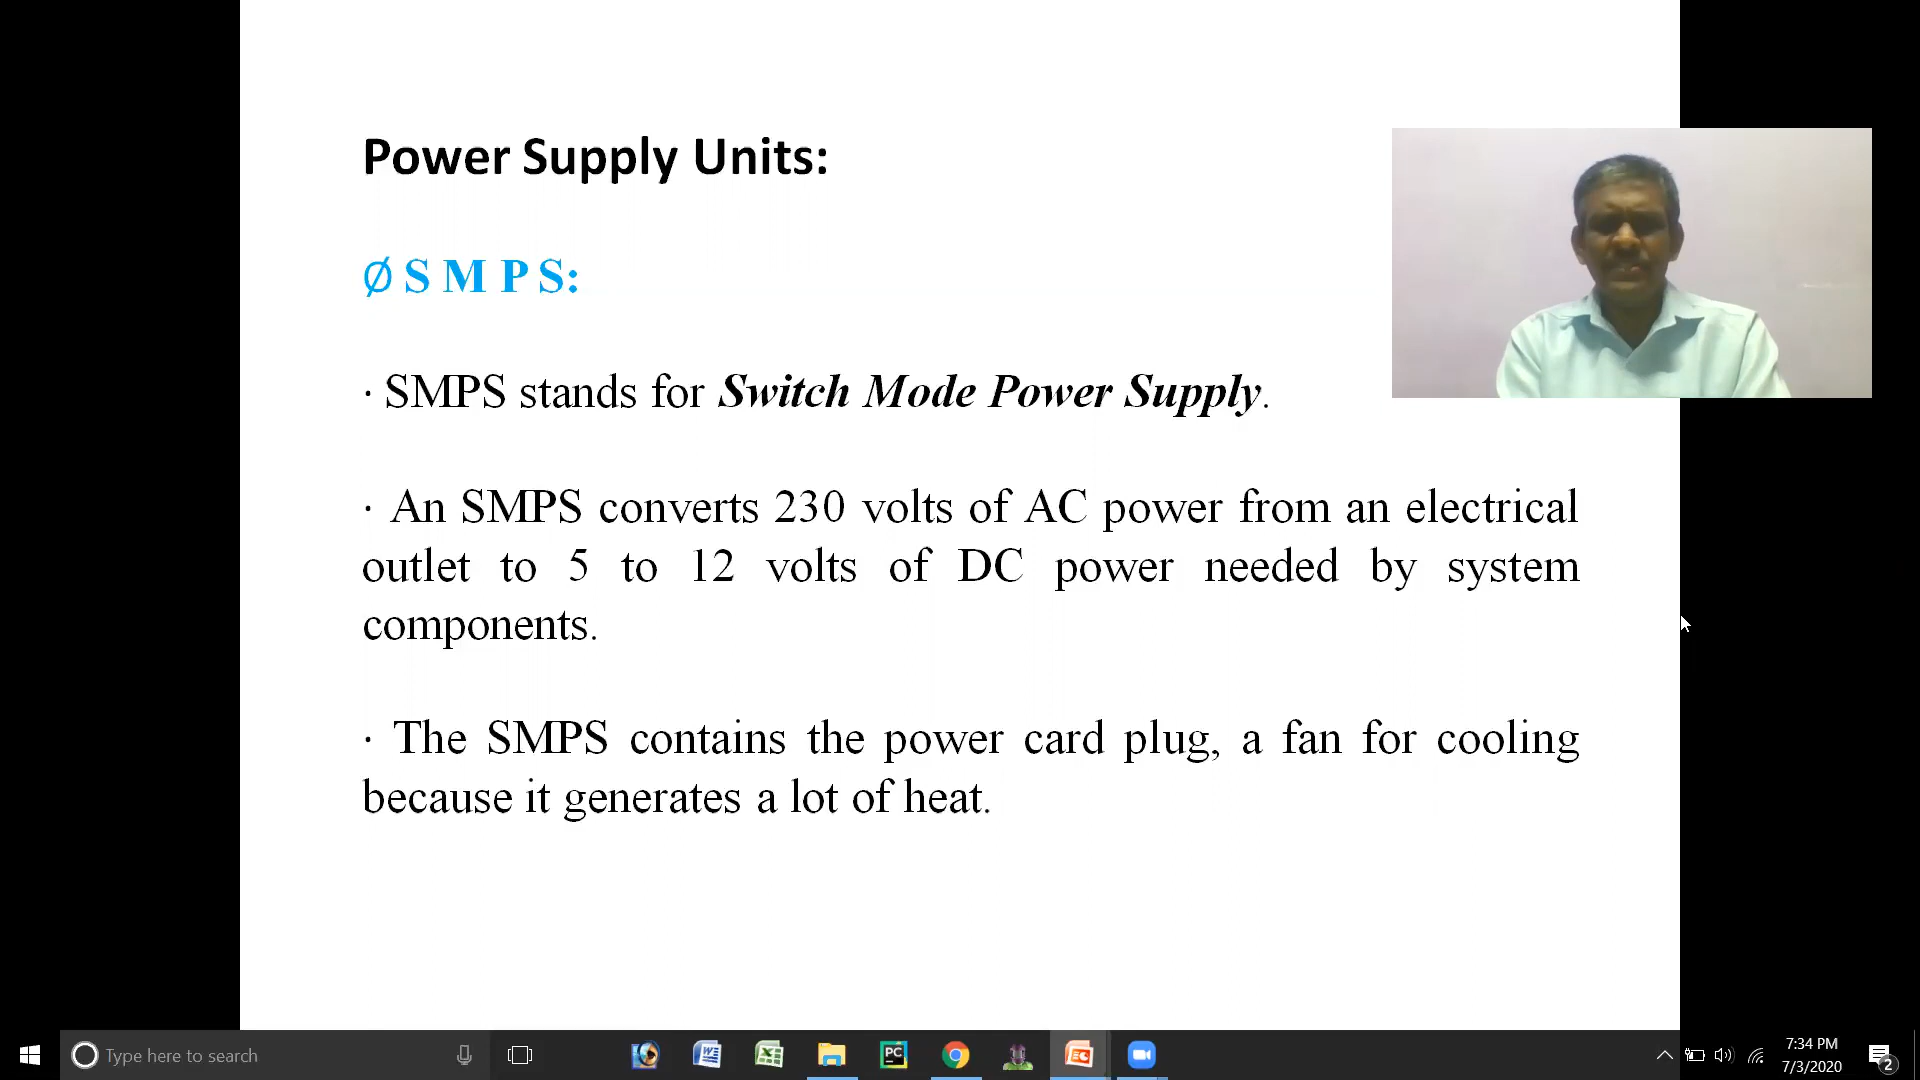 Power Supply Units:
Ø S M P S:
· SMPS stands for Switch Mode Power Supply.
· An SMPS converts 230 volts of AC power from an electrical
outlet to 5 to 12 volts of DC power needed by system
components.
· The SMPS contains the power card plug, a fan for cooling
because it generates a lot of heat.
Type here to search
PC
7:34 PM
7/3/2020
2